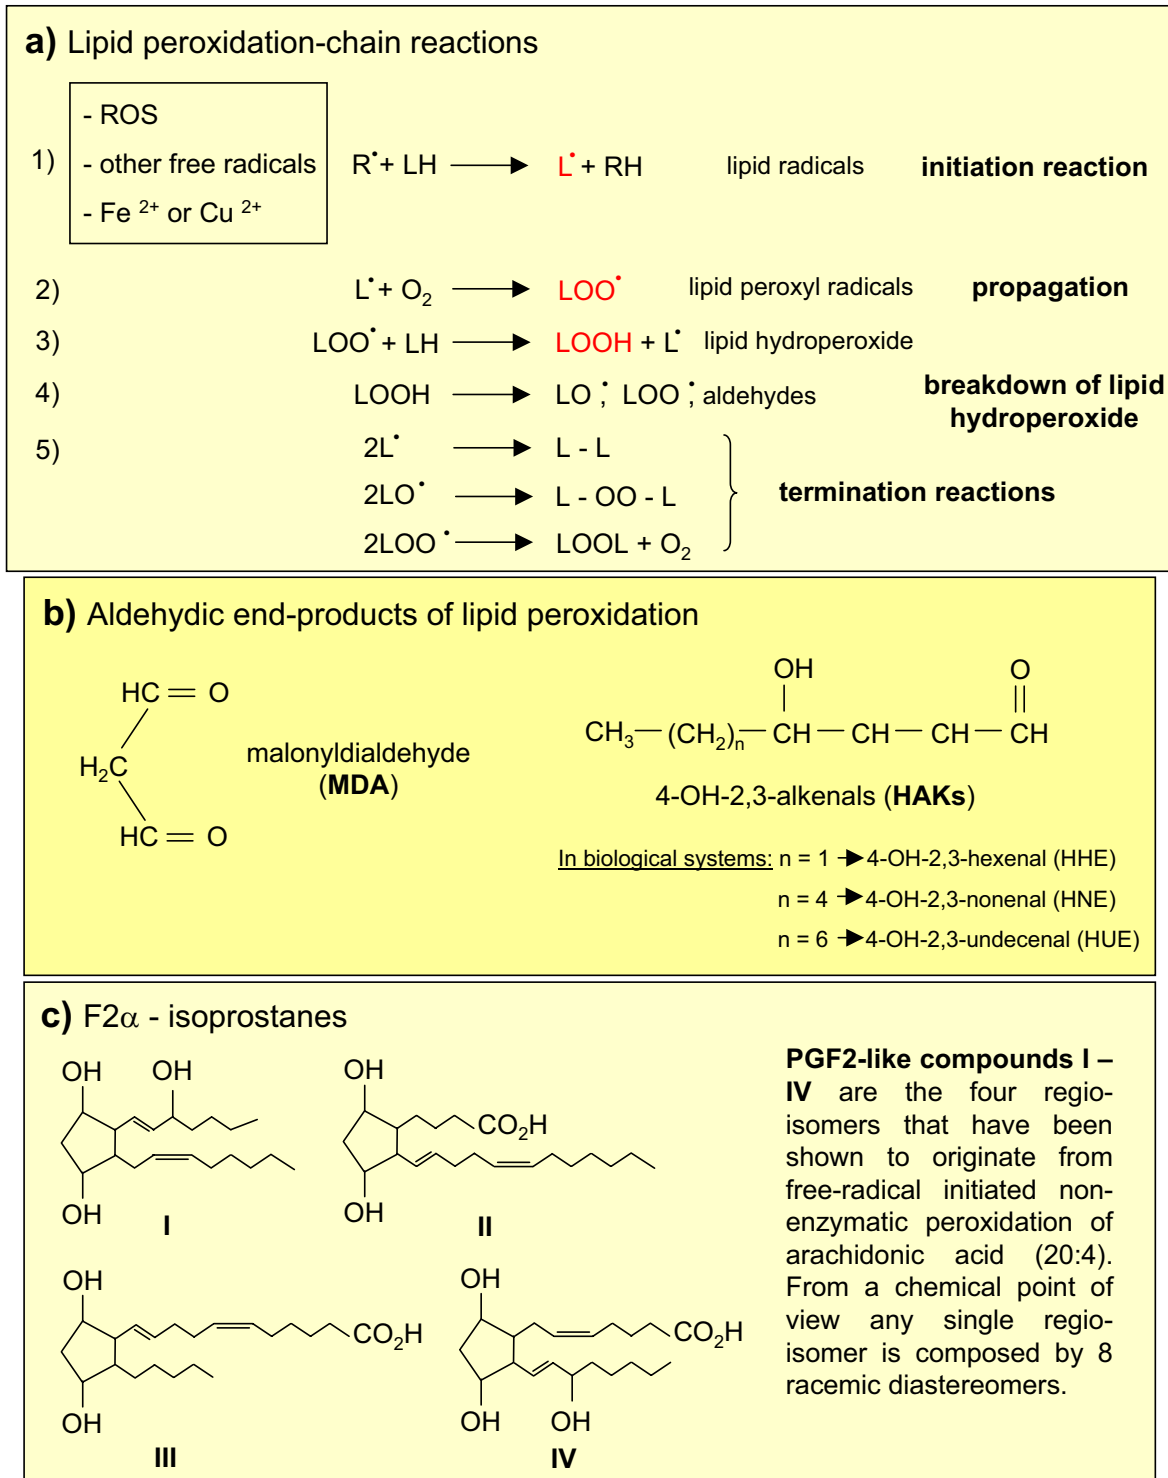 a) Lipid peroxidation-chain reactions
- ROS
- other free radicals
- Fe 2+ or Cu 2+
1) R• + LH → L• + RH lipid radicals initiation reaction
2) L• + O2 → LOO• lipid peroxyl radicals propagation
3) LOO• + LH → LOOH + L• lipid hydroperoxide
4) LOOH → LO•, LOO•, aldehydes breakdown of lipid
hydroperoxide
5) 2L• → L - L
2LO• → L - OO - L termination reactions
2LOO• → LOOL + O2
b) Aldehydic end-products of lipid peroxidation
HC = O
H2C
HC = O
malonyldialdehyde
(MDA)
OH O
CH3— (CH2)n— CH — CH — CH — CH
4-OH-2,3-alkenals (HAKs)
In biological systems: n = 1 → 4-OH-2,3-hexenal (HHE)
n = 4 → 4-OH-2,3-nonenal (HNE)
n = 6 → 4-OH-2,3-undecenal (HUE)
c) F2α - isoprostanes
OH OH
OH
I
OH
CO2H
OH
II
OH
CO2H
OH
III
OH
CO2H
OH OH
IV
PGF2-like compounds I –
IV are the four regio-
isomers that have been
shown to originate from
free-radical initiated non-
enzymatic peroxidation of
arachidonic acid (20:4).
From a chemical point of
view any single regio-
isomer is composed by 8
racemic diastereomers.